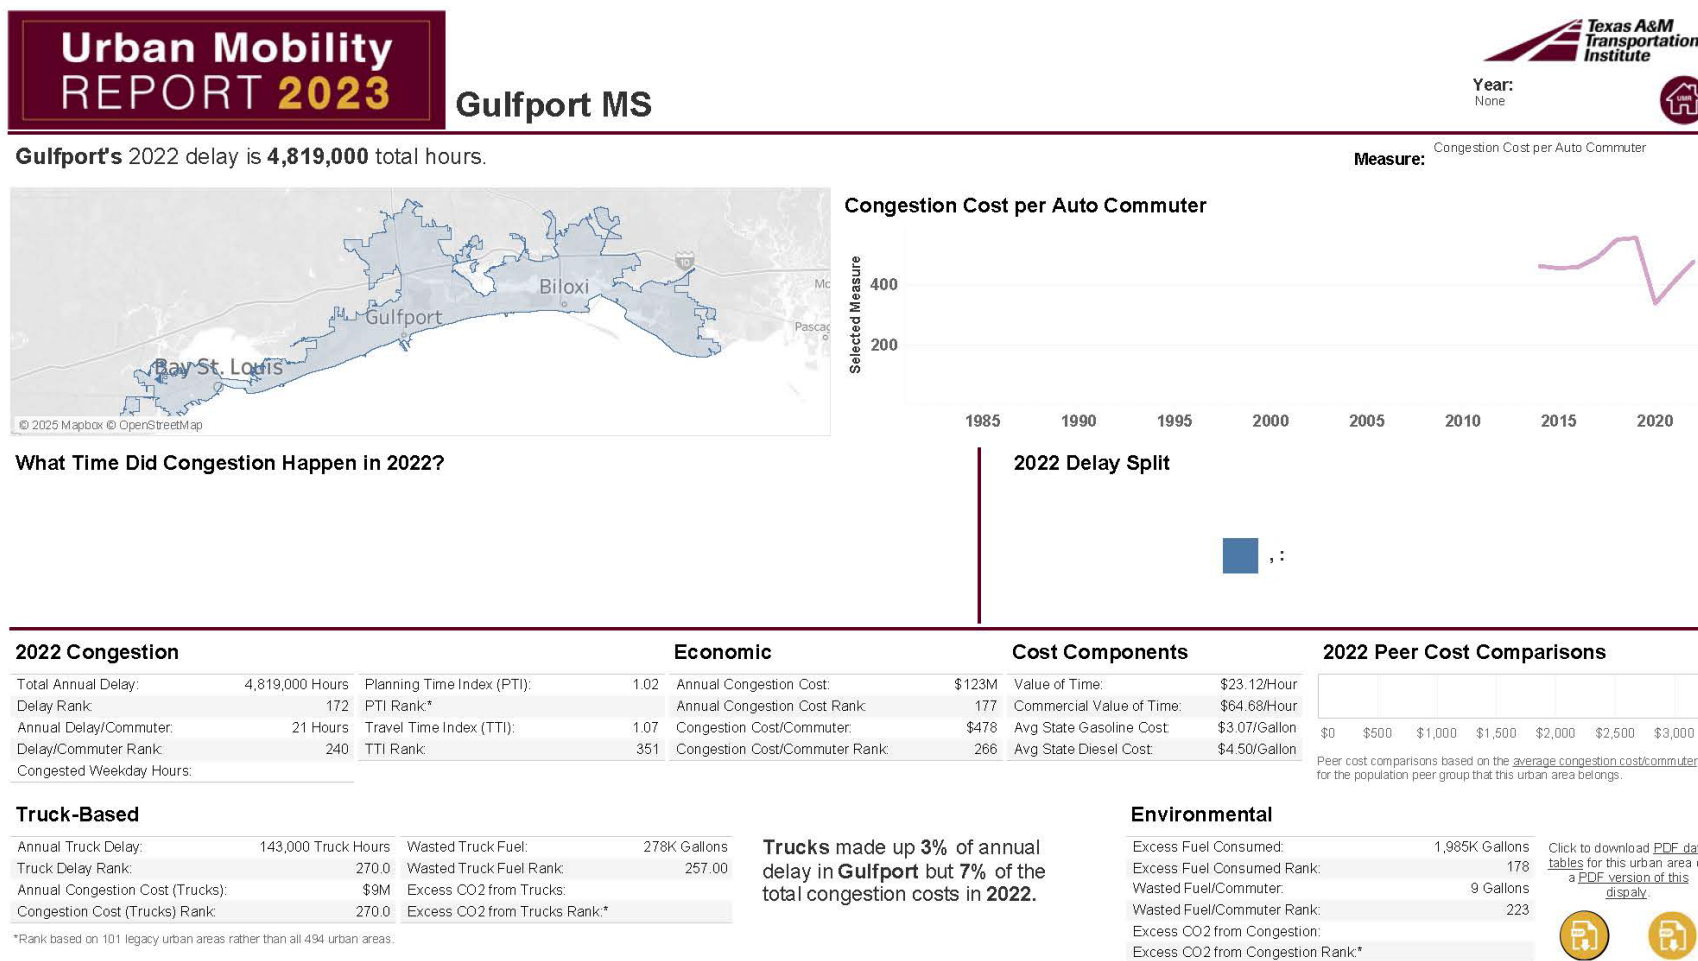 Urban Mobility
REPORT 2023
Gulfport MS
Texas A&M
Transportation
Institute
Year:
None
UMR
Gulfport's 2022 delay is 4,819,000 total hours.
Measure:
Congestion Cost per Auto Commuter
Biloxi
10
Gulfport
Bay St. Louis
© 2025 Mapbox © OpenStreetMap
Congestion Cost per Auto Commuter
Selected Measure
400
200
1985 1990 1995 2000 2005 2010 2015 2020
What Time Did Congestion Happen in 2022?
2022 Delay Split
, :
2022 Congestion
Total Annual Delay: 4,819,000 Hours
Delay Rank: 172
Annual Delay/Commuter: 21 Hours
Delay/Commuter Rank: 240
Congested Weekday Hours:
Planning Time Index (PTI): 1.02
PTI Rank:*
Travel Time Index (TTI): 1.07
TTI Rank: 351
Economic
Annual Congestion Cost: $123M
Annual Congestion Cost Rank: 177
Congestion Cost/Commuter: $478
Congestion Cost/Commuter Rank: 266
Cost Components
Value of Time: $23.12/Hour
Commercial Value of Time: $64.68/Hour
Avg State Gasoline Cost: $3.07/Gallon
Avg State Diesel Cost: $4.50/Gallon
2022 Peer Cost Comparisons
$0 $500 $1,000 $1,500 $2,000 $2,500 $3,000
Peer cost comparisons based on the average congestion cost/commuter
for the population peer group that this urban area belongs.
Truck-Based
Annual Truck Delay: 143,000 Truck Hours
Truck Delay Rank: 270.0
Annual Congestion Cost (Trucks): $9M
Congestion Cost (Trucks) Rank: 270.0
Wasted Truck Fuel: 278K Gallons
Wasted Truck Fuel Rank: 257.00
Excess CO2 from Trucks:
Excess CO2 from Trucks Rank:*
*Rank based on 101 legacy urban areas rather than all 494 urban areas.
Trucks made up 3% of annual
delay in Gulfport but 7% of the
total congestion costs in 2022.
Environmental
Excess Fuel Consumed: 1,985K Gallons
Excess Fuel Consumed Rank: 178
Wasted Fuel/Commuter: 9 Gallons
Wasted Fuel/Commuter Rank: 223
Excess CO2 from Congestion:
Excess CO2 from Congestion Rank:*
Click to download PDF da
tables for this urban area
a PDF version of this
dispaly.